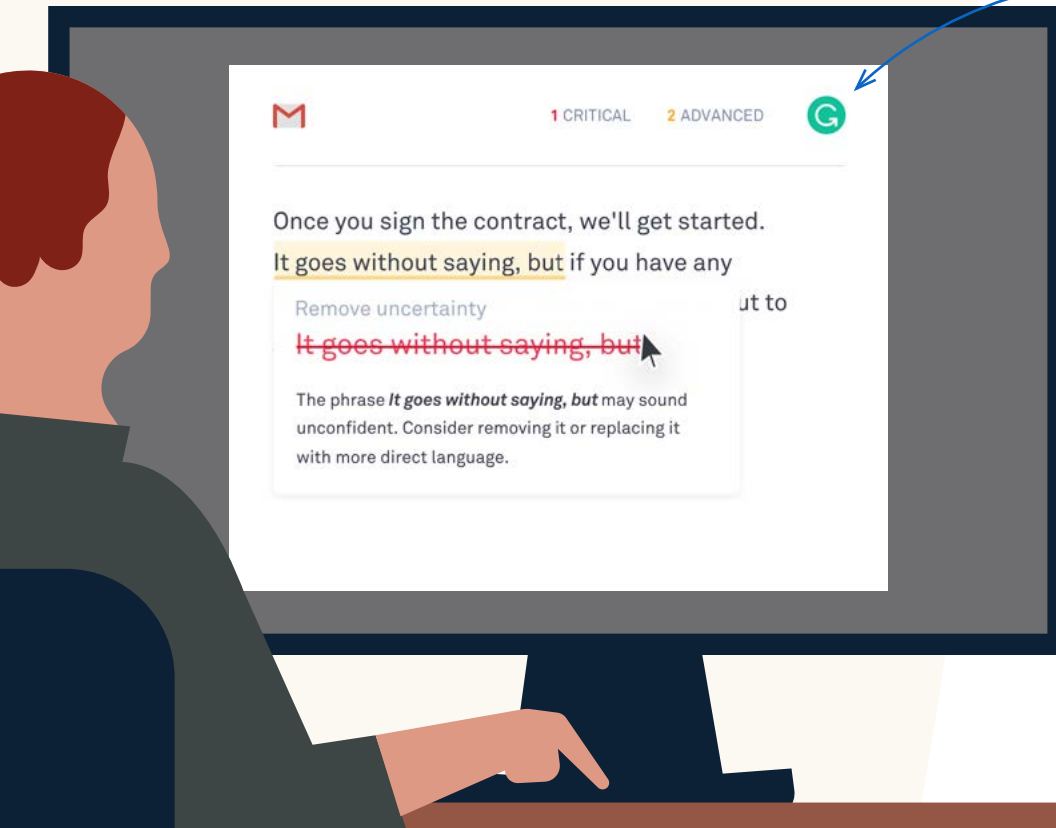 1 CRITICAL 2 ADVANCED
Once you sign the contract, we'll get started.
It goes without saying, but if you have any
ut to
Remove uncertainty
It goes without saying, but
The phrase It goes without saying, but may sound
unconfident. Consider removing it or replacing it
with more direct language.